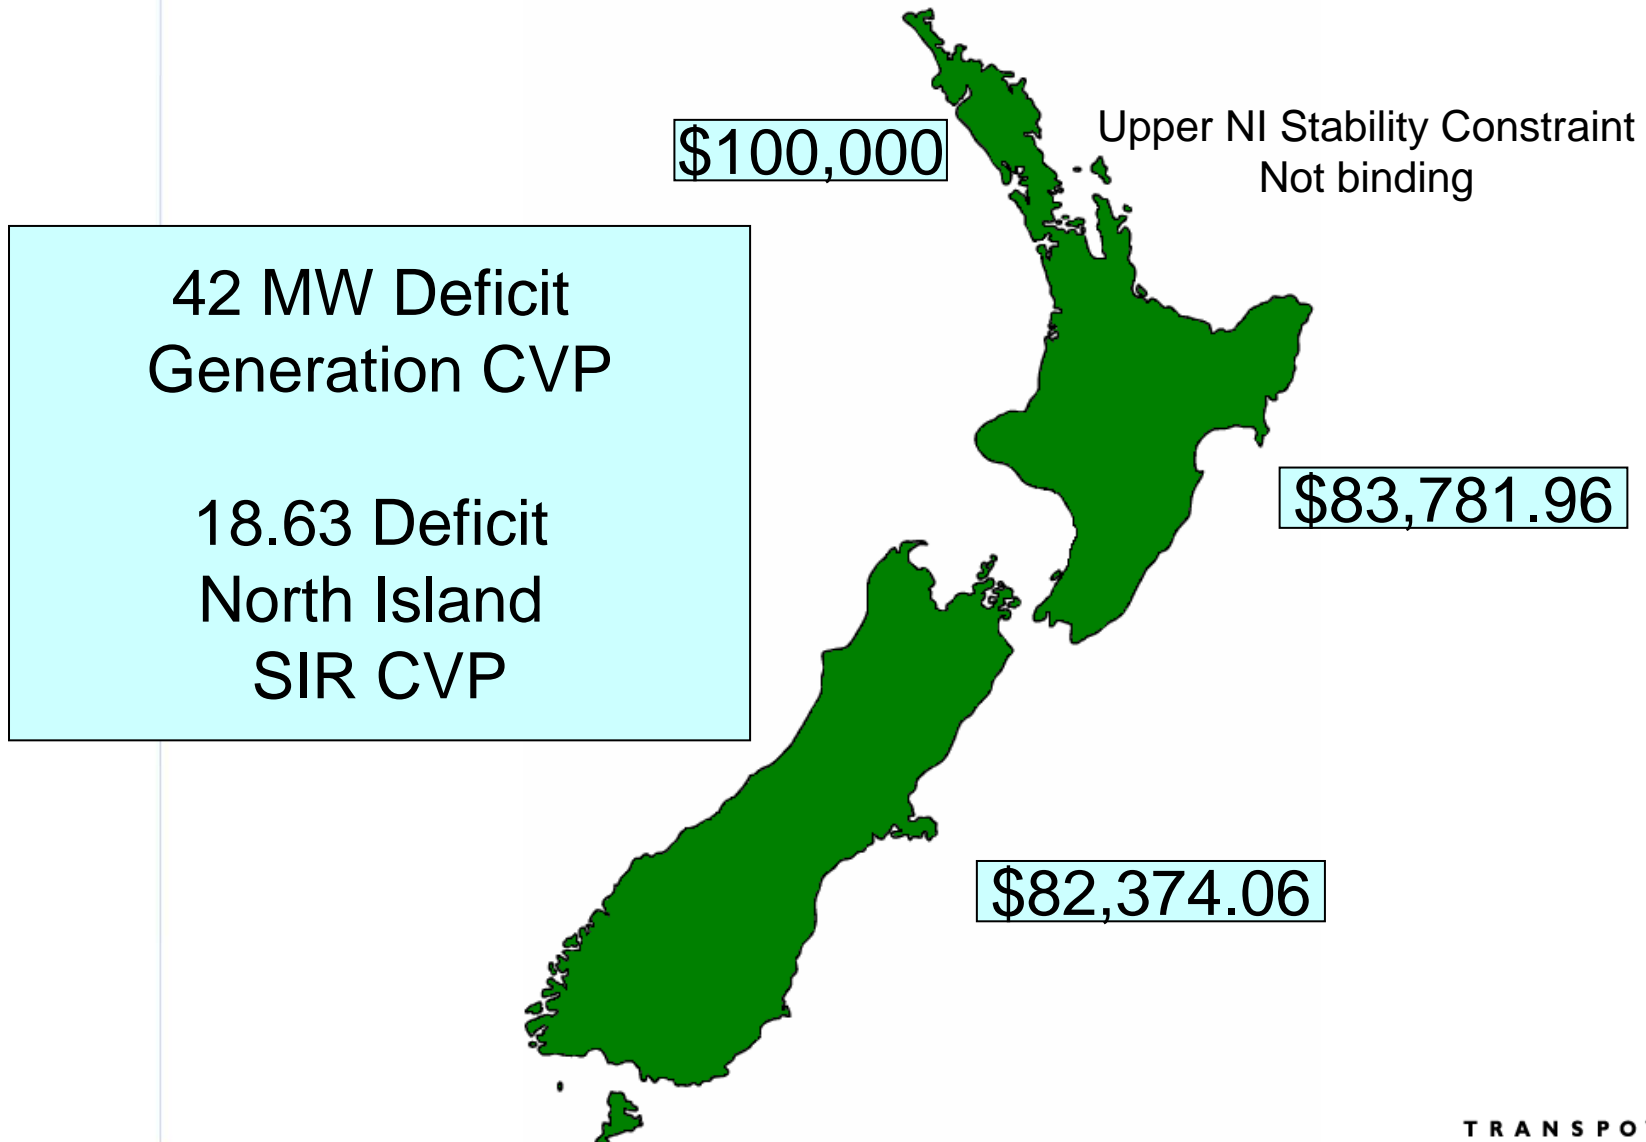 $100,000
Upper NI Stability Constraint
Not binding
42 MW Deficit
Generation CVP
18.63 Deficit
North Island
SIR CVP
$83,781.96
$82,374.06